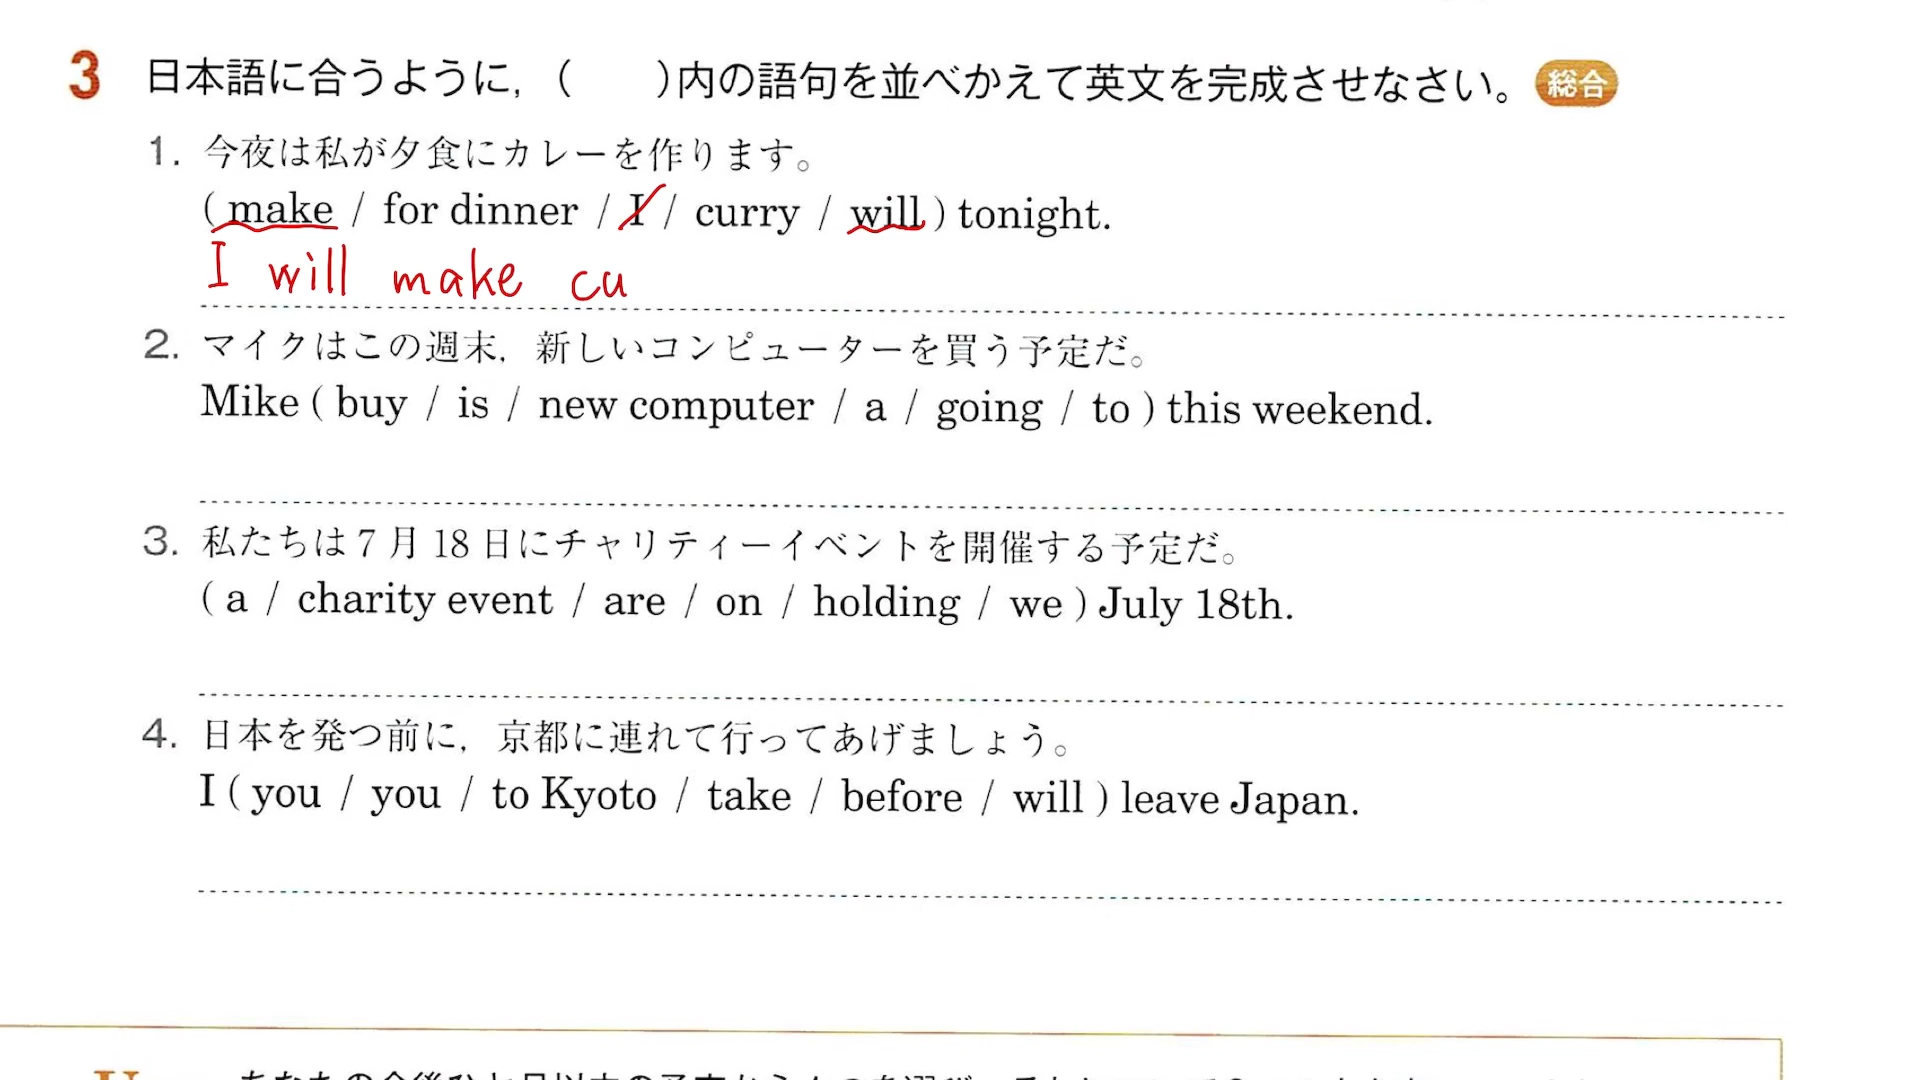 3 日本語に合うように,( )内の語句を並べかえて英文を完成させなさい。 総合
1. 今夜は私が夕食にカレーを作ります。
( make / for dinner / I / curry / will ) tonight.
I will make cu
2. マイクはこの週末,新しいコンピューターを買う予定だ。
Mike ( buy / is / new computer / a / going / to ) this weekend.
3. 私たちは7月18日にチャリティーイベントを開催する予定だ。
( a / charity event / are / on / holding / we ) July 18th.
4. 日本を発つ前に,京都に連れて行ってあげましょう。
I ( you / you / to Kyoto / take / before / will ) leave Japan.